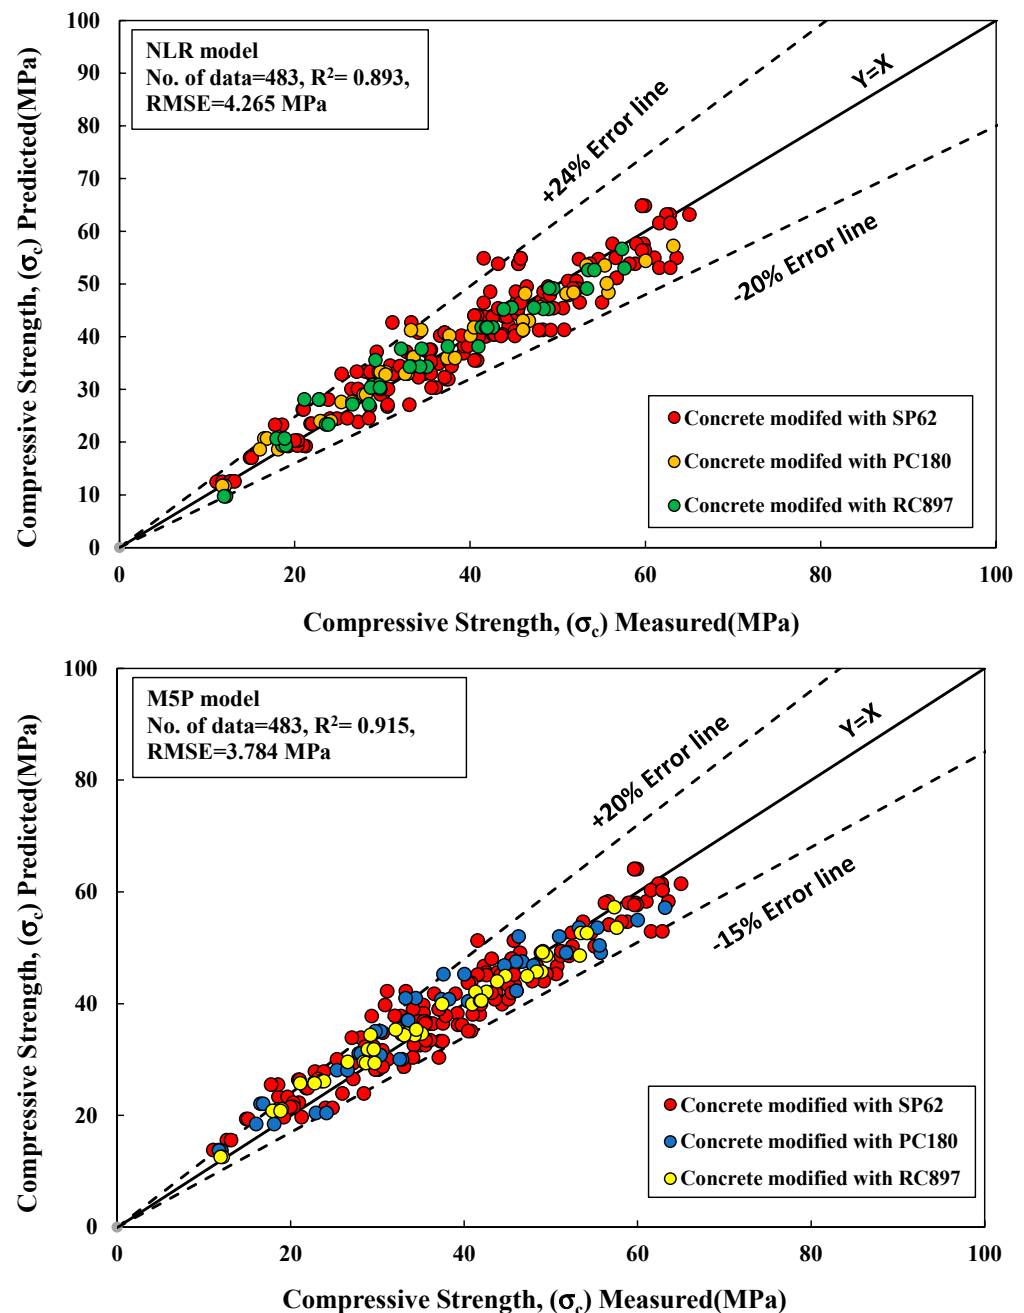 NLR model
No. of data=483, R²= 0.893,
RMSE=4.265 MPa
Y=X
+24% Error line
-20% Error line
Concrete modifed with SP62
Concrete modifed with PC180
Concrete modifed with RC897
100
90
80
70
60
50
40
30
20
10
0
0 20 40 60 80 100
Compressive Strength, (σc) Predicted(MPa)
Compressive Strength, (σc) Measured(MPa)
M5P model
No. of data=483, R²= 0.915,
RMSE=3.784 MPa
Y=X
+20% Error line
-15% Error line
Concrete modified with SP62
Concrete modified with PC180
Concrete modified with RC897
100
80
60
40
20
0
0 20 40 60 80 100
Compressive Strength, (σc) Predicted(MPa)
Compressive Strength, (σc) Measured(MPa)